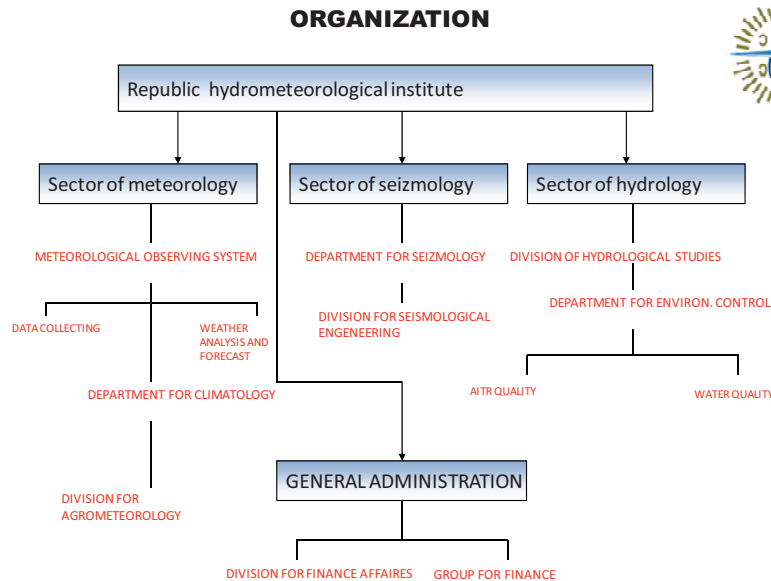 ORGANIZATION
Republic hydrometeorological institute
Sector of meteorology
Sector of seizmology
Sector of hydrology
METEOROLOGICAL OBSERVING SYSTEM
DEPARTMENT FOR SEIZMOLOGY
DIVISION OF HYDROLOGICAL STUDIES
DEPARTMENT FOR ENVIRON. CONTROL
DATA COLLECTING
WEATHER
ANALYSIS AND
FORECAST
DIVISION FOR SEISMOLOGICAL
ENGENEERING
DEPARTMENT FOR CLIMATOLOGY
AITR QUALITY
WATER QUALITY
GENERAL ADMINISTRATION
DIVISION FOR
AGROMETEOROLOGY
DIVISION FOR FINANCE AFFAIRES
GROUP FOR FINANCE